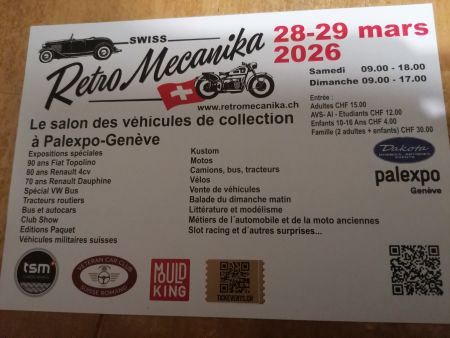 SWISS
Retro Mecanika
28-29 mars
2026
Samedi 09.00 - 18.00
Dimanche 09.00 - 17.00
www.retromecanika.ch
Entrée :
Adultes CHF 15.00
AVS- AI - Etudiants CHF 12.00
Enfants 10-16 Ans CHF 4.00
Famille (2 adultes + enfants) CHF 30.00
Le salon des véhicules de collection
à Palexpo-Genève
Expositions spéciales
90 ans Fiat Topolino
80 ans Renault 4cv
70 ans Renault Dauphine
Spécial VW Bus
Tracteurs routiers
Bus et autocars
Club Show
Editions Paquet
Véhicules militaires suisses
Kustom
Motos
Camions, bus, tracteurs
Vélos
Vente de véhicules
Balade du dimanche matin
Littérature et modélisme
Métiers de l'automobile et de la moto anciennes
Slot racing et d'autres surprises...
Dakota
palexpo
Genève
tsm
VETERAN CAR CLUB
SUISSE ROMAND
MOULD
KING
TICKEVENTS.CH